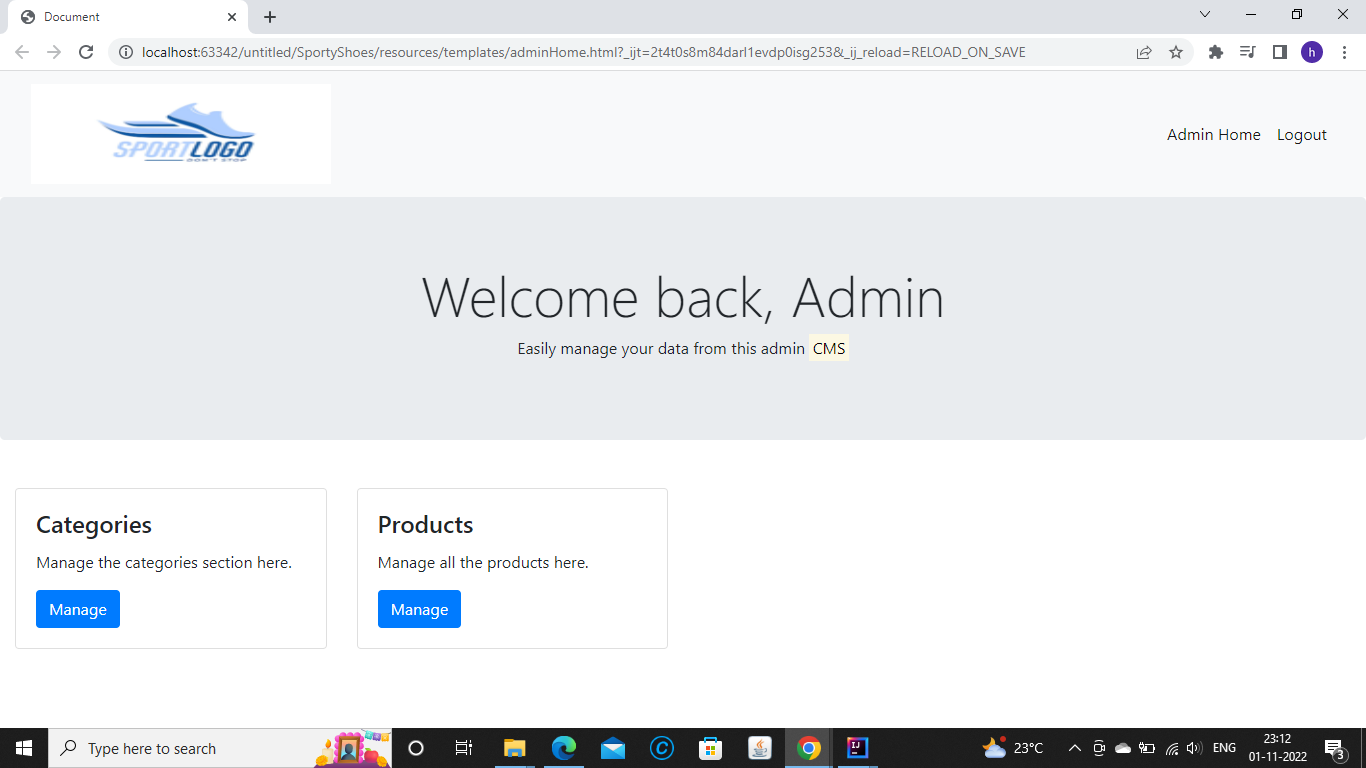 Document
localhost:63342/untitled/SportyShoes/resources/templates/adminHome.html?_ijt=2t4t0s8m84darl1evdp0isg253&_ij_reload=RELOAD_ON_SAVE
h
SPORTLOGO
DON'T STOP
Admin Home Logout
Welcome back, Admin
Easily manage your data from this admin CMS
Categories
Manage the categories section here.
Manage
Products
Manage all the products here.
Manage
Type here to search
IJ
23°C
ENG
23:12
01-11-2022
3